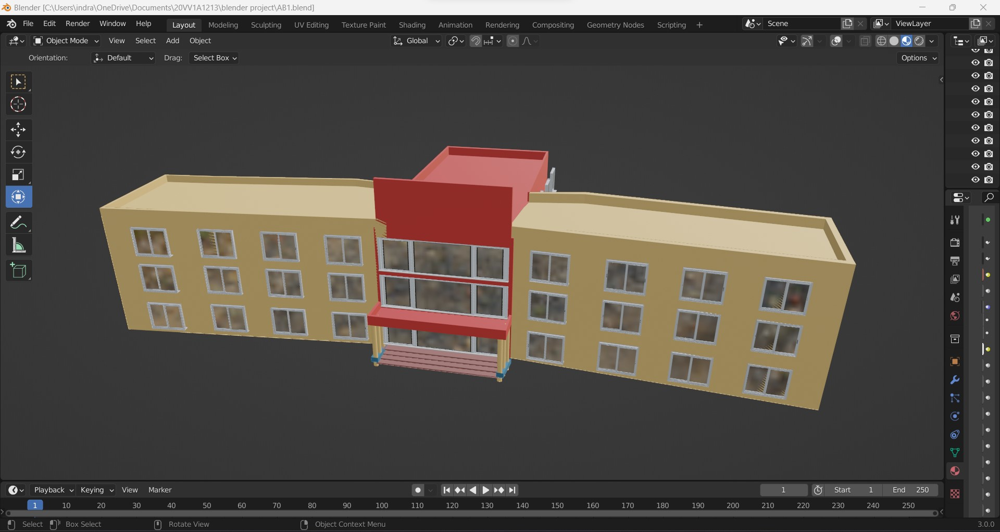 Blender [C:\Users\indra\OneDrive\Documents\20VV1A1213\blender project\AB1.blend]
File Edit Render Window Help Layout Modeling Sculpting UV Editing Texture Paint Shading Animation Rendering Compositing Geometry Nodes Scripting + Scene ViewLayer
Object Mode View Select Add Object Global
Orientation: Default Drag: Select Box Options
Playback Keying View Marker 1 Start 1 End 250
1 10 20 30 40 50 60 70 80 90 100 110 120 130 140 150 160 170 180 190 200 210 220 230 240 250
Select Box Select Rotate View Object Context Menu 3.0.0